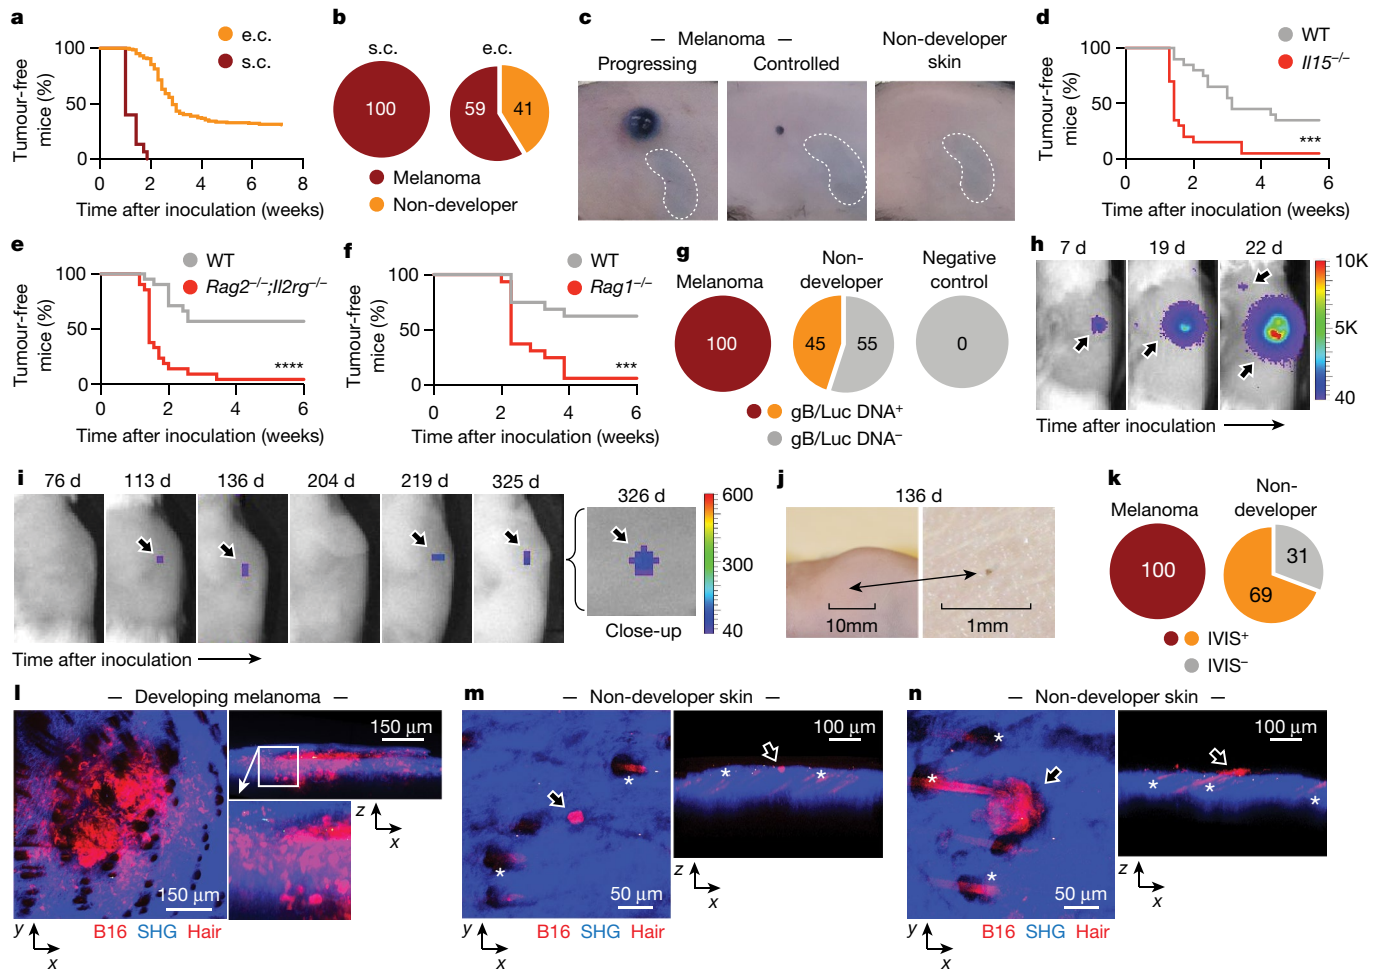 a
e.c.
s.c.
Tumour-free
mice (%)
100
50
0
0 2 4 6 8
Time after inoculation (weeks)
b
s.c. e.c.
100
59 41
Melanoma
Non-developer
c
— Melanoma —
Progressing Controlled
Non-developer
skin
d
WT
Il15–/–
Tumour-free
mice (%)
100
50
0
***
0 2 4 6
Time after inoculation (weeks)
e
WT
Rag2–/–;Il2rg–/–
Tumour-free
mice (%)
100
50
0
****
0 2 4 6
Time after inoculation (weeks)
f
WT
Rag1–/–
Tumour-free
mice (%)
100
50
0
***
0 2 4 6
Time after inoculation (weeks)
g
Melanoma
Non-
developer
Negative
control
100
45 55
0
gB/Luc DNA+
gB/Luc DNA–
h
7 d 19 d 22 d
10K
5K
40
Time after inoculation
i
76 d 113 d 136 d 204 d 219 d 325 d 326 d
600
300
40
Close-up
Time after inoculation
j
136 d
10mm
1mm
k
Melanoma
Non-
developer
100
31
69
IVIS+
IVIS–
l
— Developing melanoma —
150 µm
150 µm
z
x
y
x
B16 SHG Hair
m
— Non-developer skin —
100 µm
* * * *
50 µm
z
x
y
x
B16 SHG Hair
n
— Non-developer skin —
100 µm
* * * * * *
50 µm
z
x
y
x
B16 SHG Hair